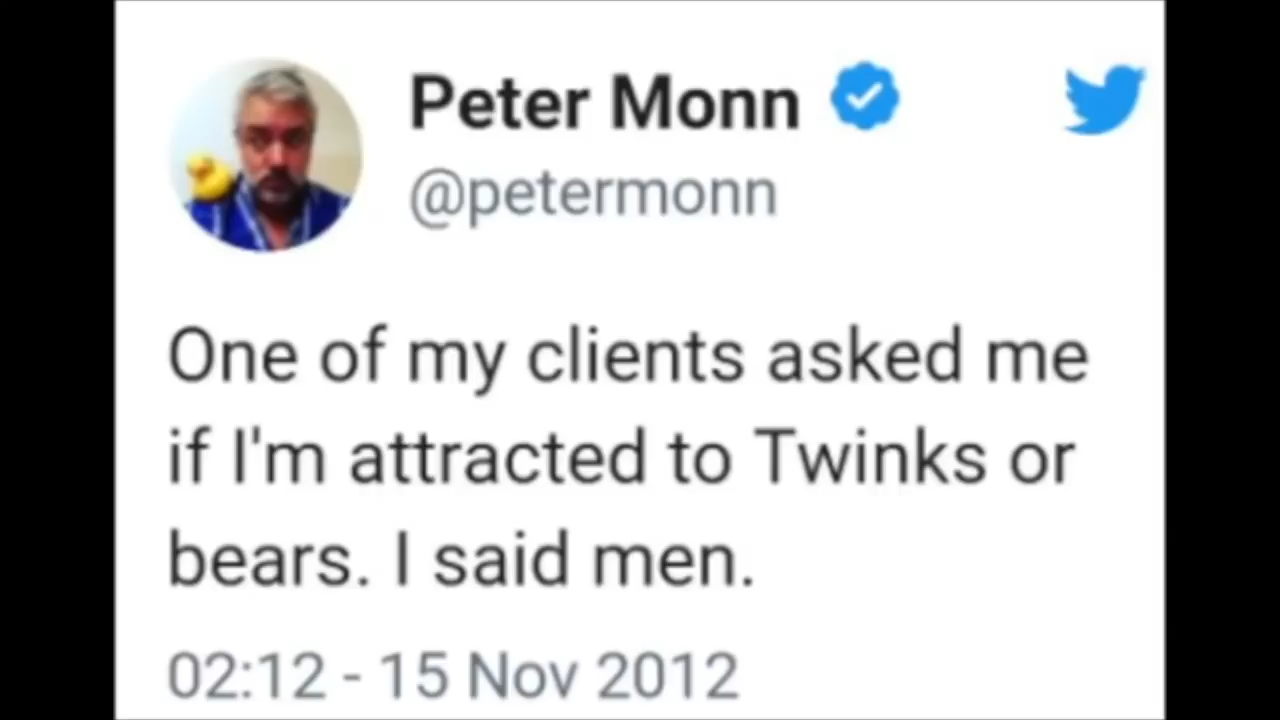 Peter Monn
@petermonn
One of my clients asked me
if I'm attracted to Twinks or
bears. I said men.
02:12 - 15 Nov 2012